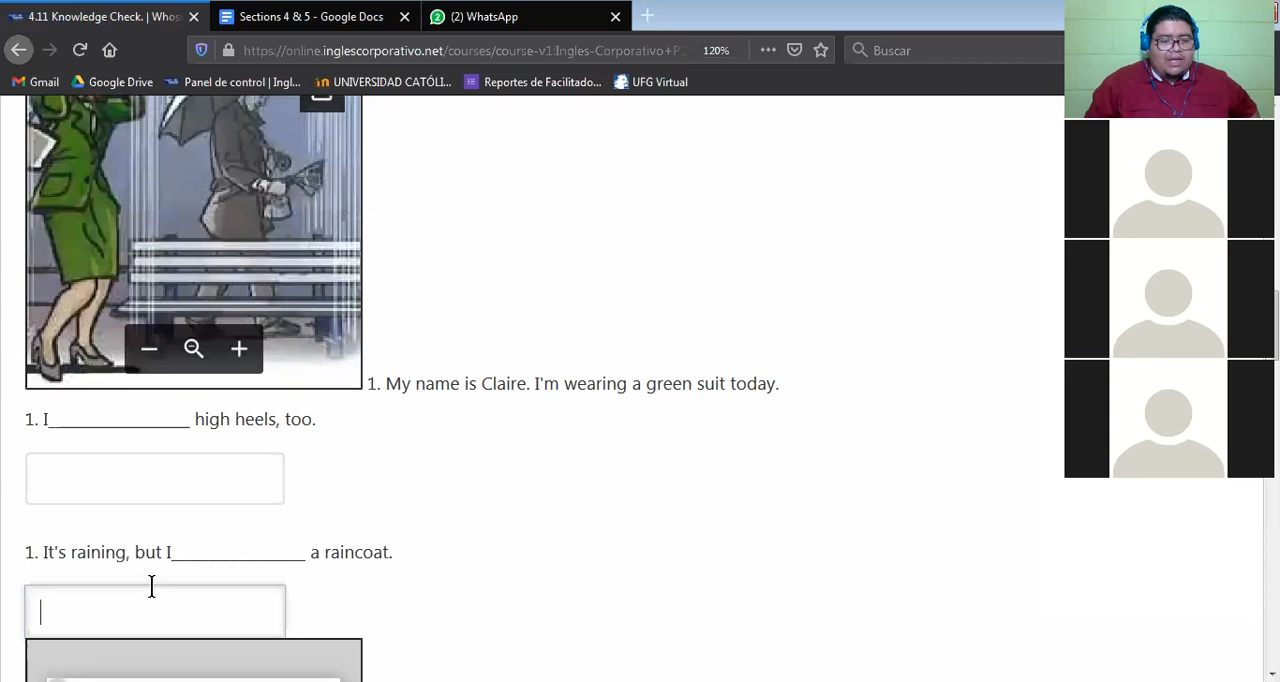 4.11 Knowledge Check. | Whos
Sections 4 & 5 - Google Docs
(2) WhatsApp
https://online.inglescorporativo.net/courses/course-v1:Ingles-Corporativo+P
120%
Buscar
Gmail
Google Drive
Panel de control | Ingl...
UNIVERSIDAD CATÓLI...
Reportes de Facilitado...
UFG Virtual
1. My name is Claire. I'm wearing a green suit today.
1. I_______________ high heels, too.
1. It's raining, but I______________ a raincoat.